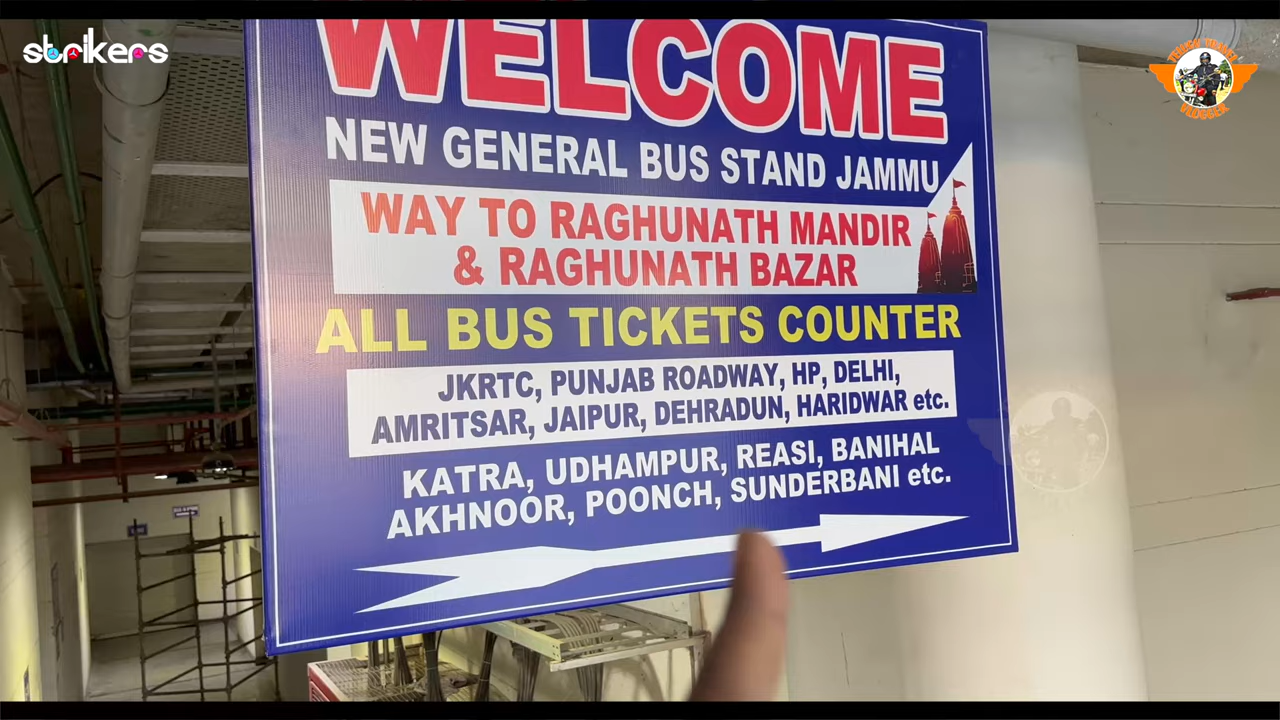 strikers
WELCOME
NEW GENERAL BUS STAND JAMMU
WAY TO RAGHUNATH MANDIR
& RAGHUNATH BAZAR
ALL BUS TICKETS COUNTER
JKRTC, PUNJAB ROADWAY, HP, DELHI,
AMRITSAR, JAIPUR, DEHRADUN, HARIDWAR etc.
KATRA, UDHAMPUR, REASI, BANIHAL
AKHNOOR, POONCH, SUNDERBANI etc.
VLOGGER